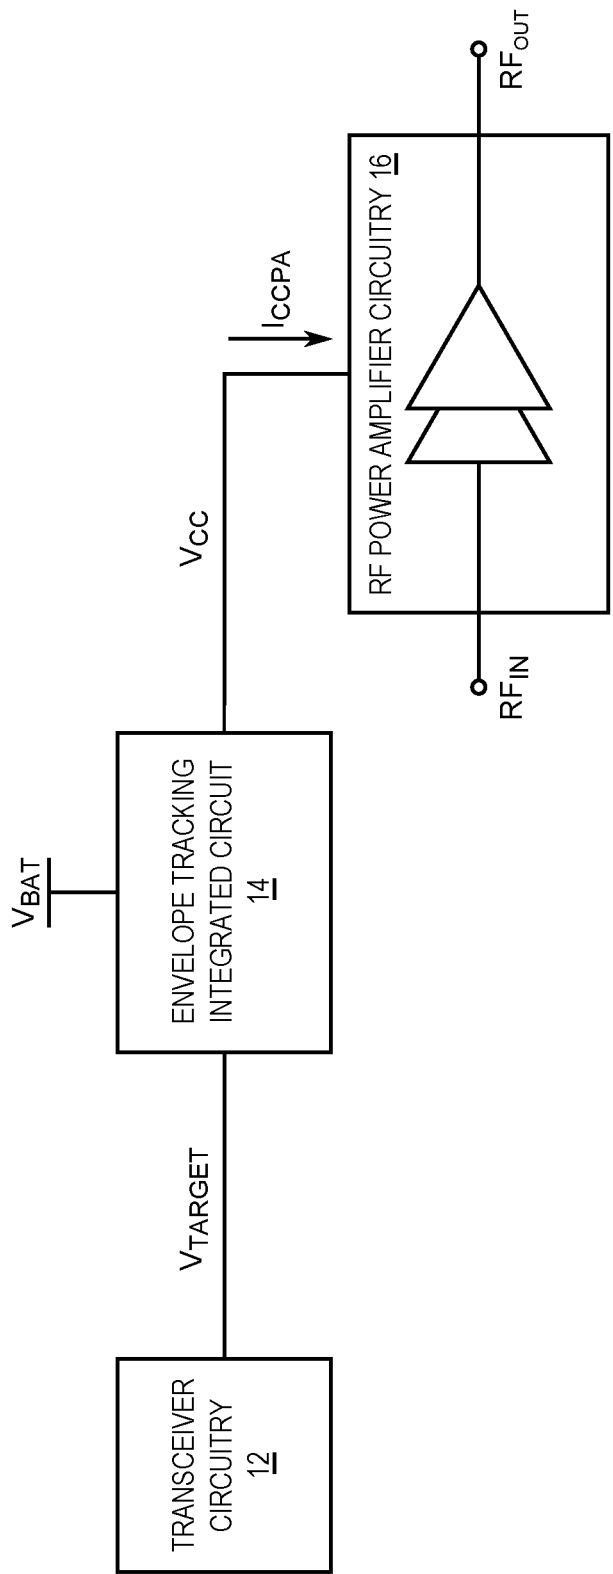 TRANSCEIVER
CIRCUITRY
12
VTARGET
VBAT
ENVELOPE TRACKING
INTEGRATED CIRCUIT
14
VCC
ICCPA
RF POWER AMPLIFIER CIRCUITRY 16
RFIN
RFOUT